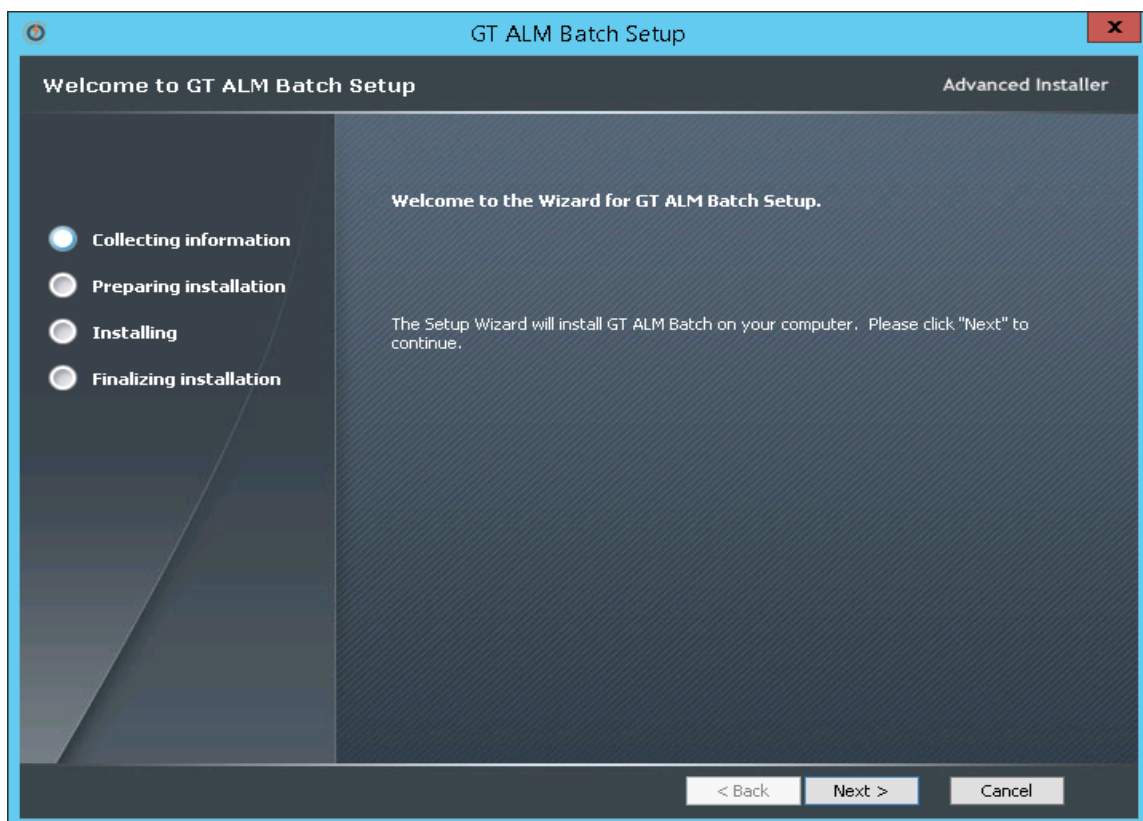 GT ALM Batch Setup
x
Welcome to GT ALM Batch Setup
Advanced Installer
Collecting information
Preparing installation
Installing
Finalizing installation
Welcome to the Wizard for GT ALM Batch Setup.
The Setup Wizard will install GT ALM Batch on your computer.  Please click "Next" to
continue.
< Back
Next >
Cancel